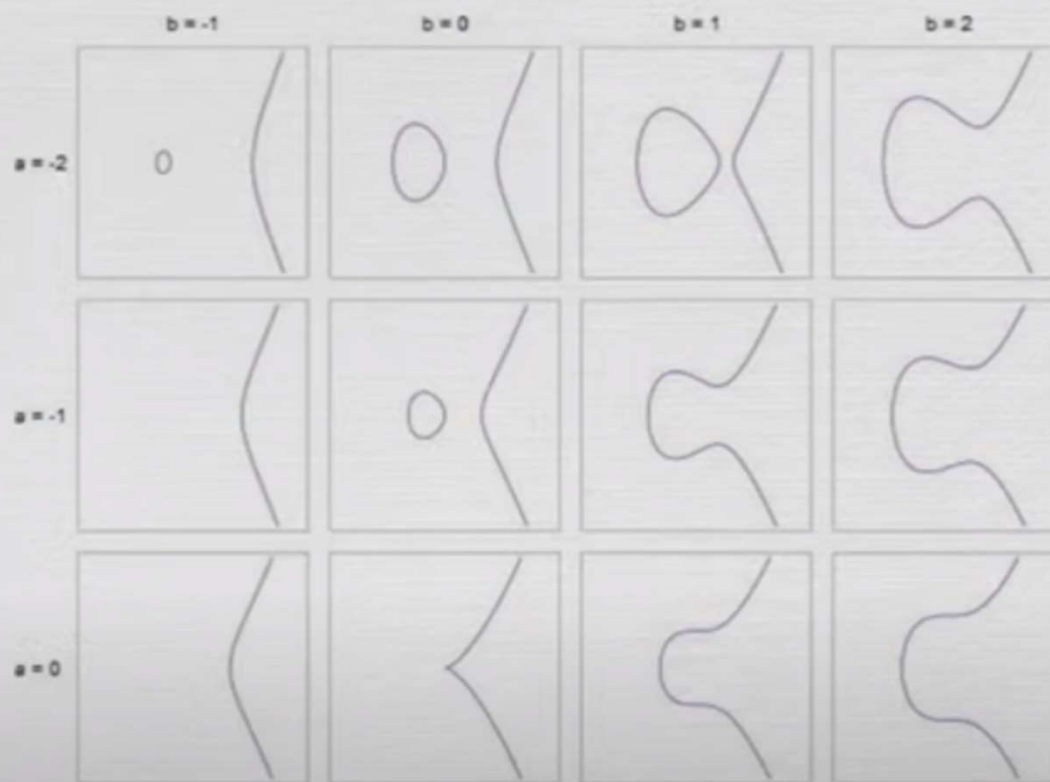 b = -1 b = 0 b = 1 b = 2
a = -2
a = -1
a = 0